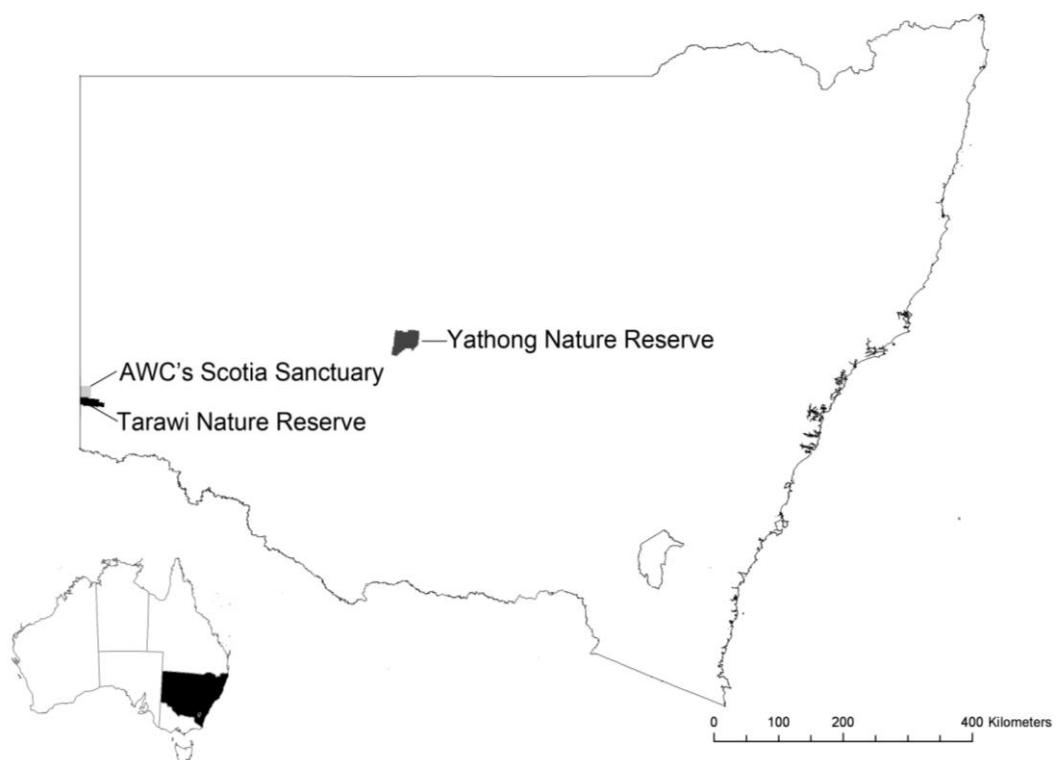 Yathong Nature Reserve
AWC's Scotia Sanctuary
Tarawi Nature Reserve
0 100 200 400 Kilometers